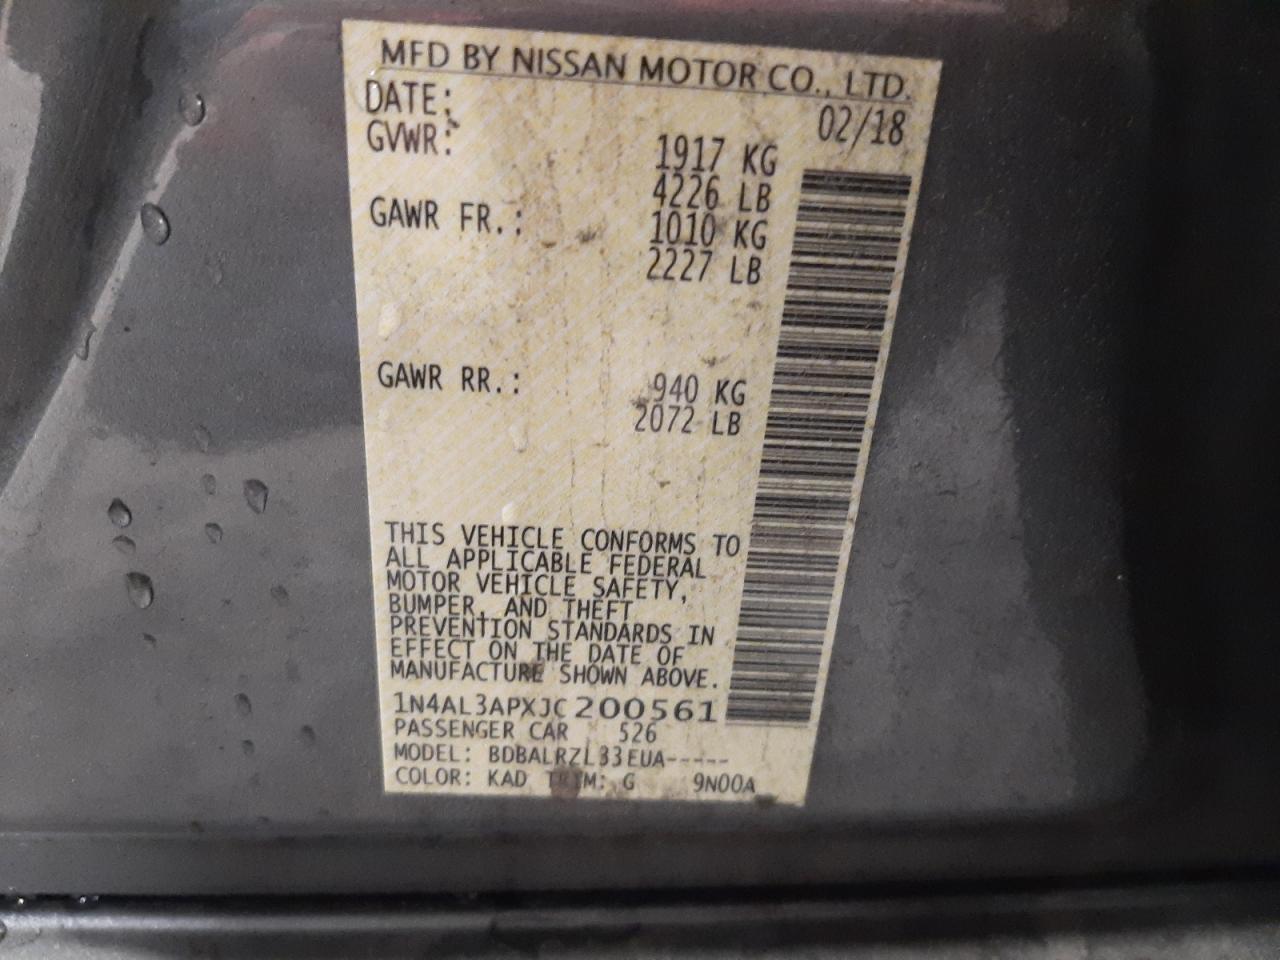 MFD BY NISSAN MOTOR CO., LTD.
DATE: 02/18
GVWR: 1917 KG
4226 LB
GAWR FR.: 1010 KG
2227 LB
GAWR RR.: 940 KG
2072 LB
THIS VEHICLE CONFORMS TO
ALL APPLICABLE FEDERAL
MOTOR VEHICLE SAFETY,
BUMPER, AND THEFT
PREVENTION STANDARDS IN
EFFECT ON THE DATE OF
MANUFACTURE SHOWN ABOVE.
1N4AL3APXJC200561
PASSENGER CAR 526
MODEL: BDBALRZL33EUA-----
COLOR: KAD TRIM: G 9N00A